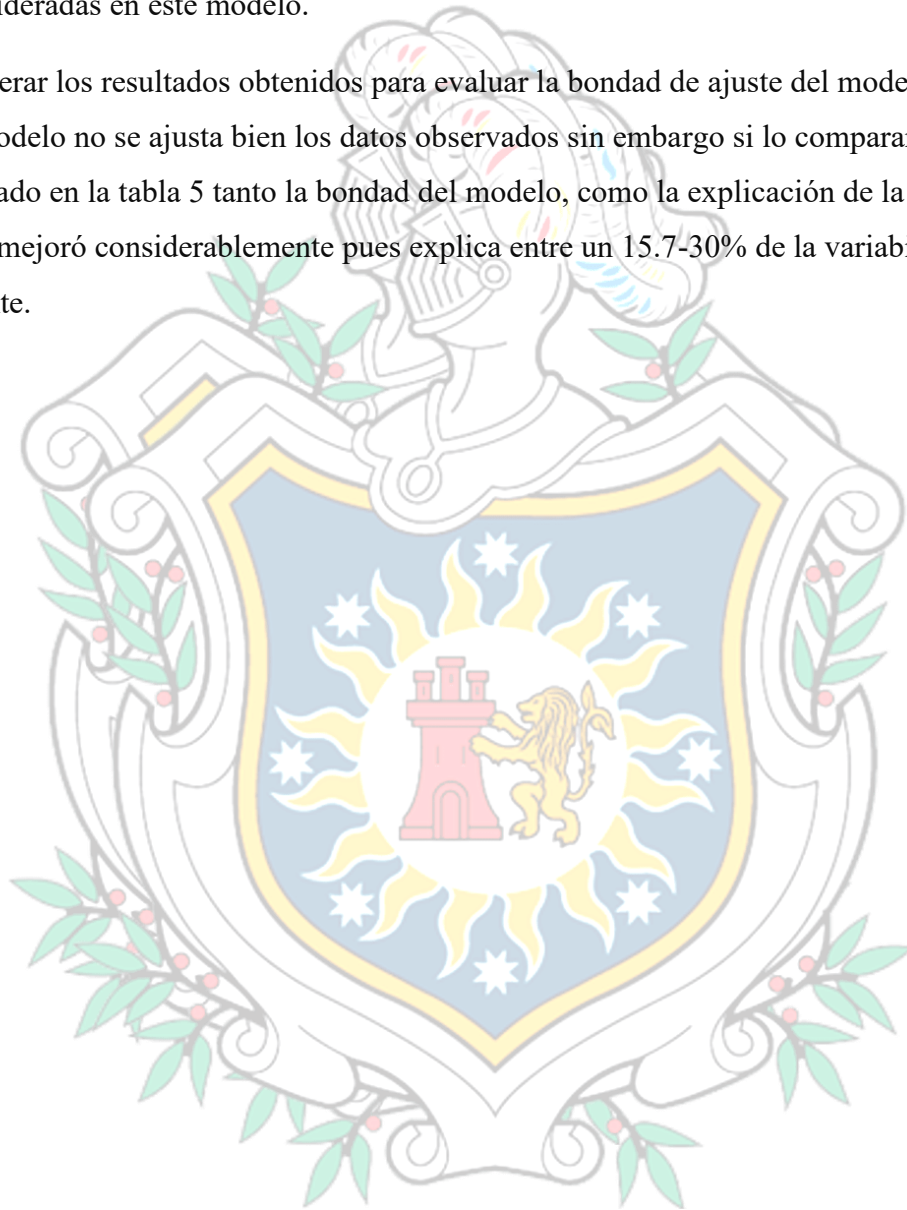 ideradas en este modelo.
erar los resultados obtenidos para evaluar la bondad de ajuste del mode
odelo no se ajusta bien los datos observados sin embargo si lo compara
ado en la tabla 5 tanto la bondad del modelo, como la explicación de la
mejoró considerablemente pues explica entre un 15.7-30% de la variabi
te.